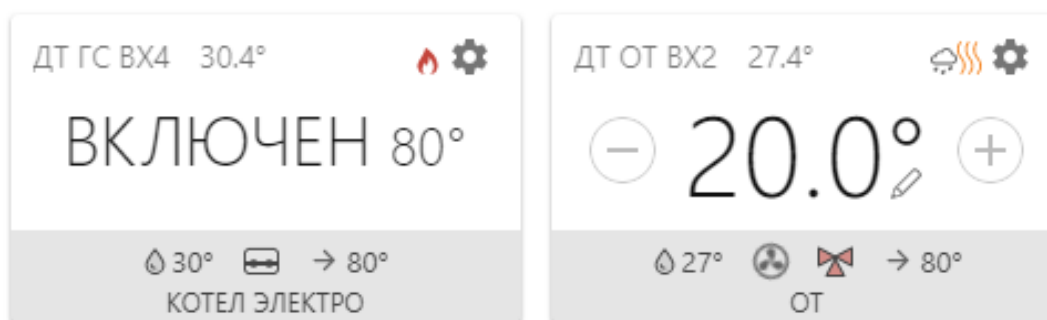 ДТ ГС ВХ4 30.4°
ВКЛЮЧЕН 80°
30° → 80°
КОТЕЛ ЭЛЕКТРО
ДТ ОТ ВХ2 27.4°
20.0°
27° → 80°
ОТ